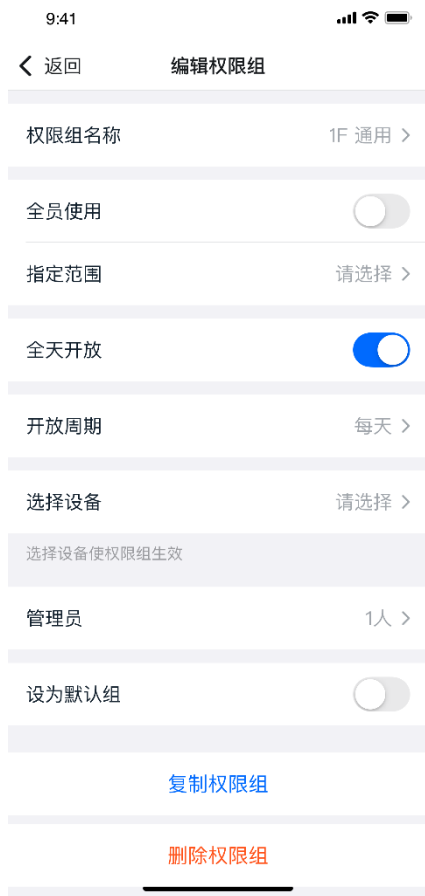 9:41
返回
编辑权限组
权限组名称
1F 通用
全员使用
指定范围
请选择
全天开放
开放周期
每天
选择设备
请选择
选择设备使权限组生效
管理员
1人
设为默认组
复制权限组
删除权限组